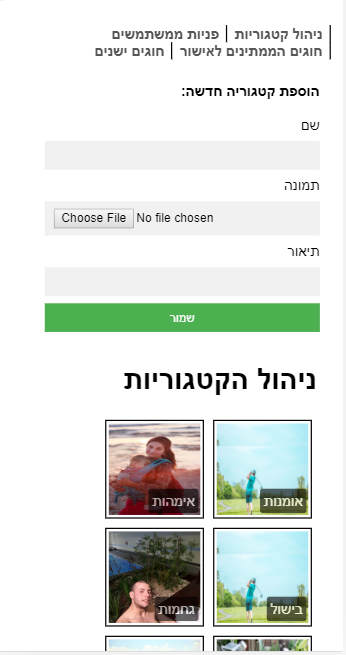 ניהול קטגוריות | פניות ממשתמשים
חוגים הממתינים לאישור | חוגים ישנים
הוספת קטגוריה חדשה:
שם
תמונה
Choose File No file chosen
תיאור
שמור
ניהול הקטגוריות
אומנות
אימהות
בישול
גחמות